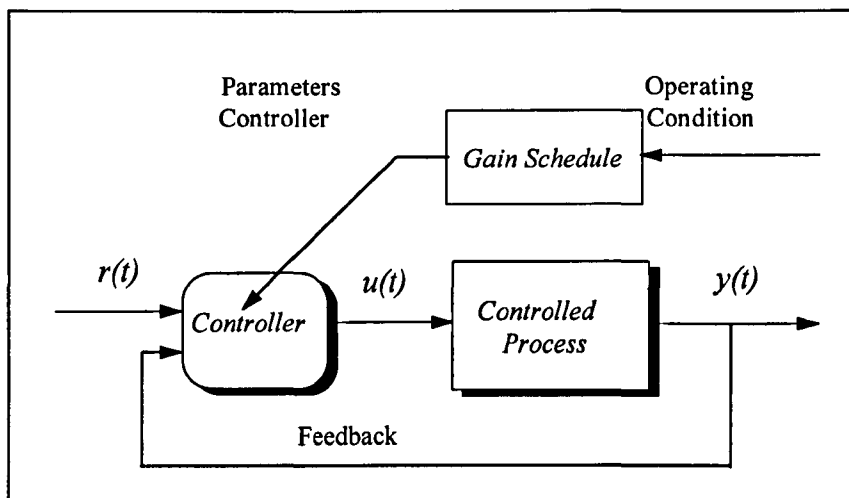 Parameters
Controller
Operating
Condition
Gain Schedule
r(t)
Controller
u(t)
Controlled
Process
y(t)
Feedback